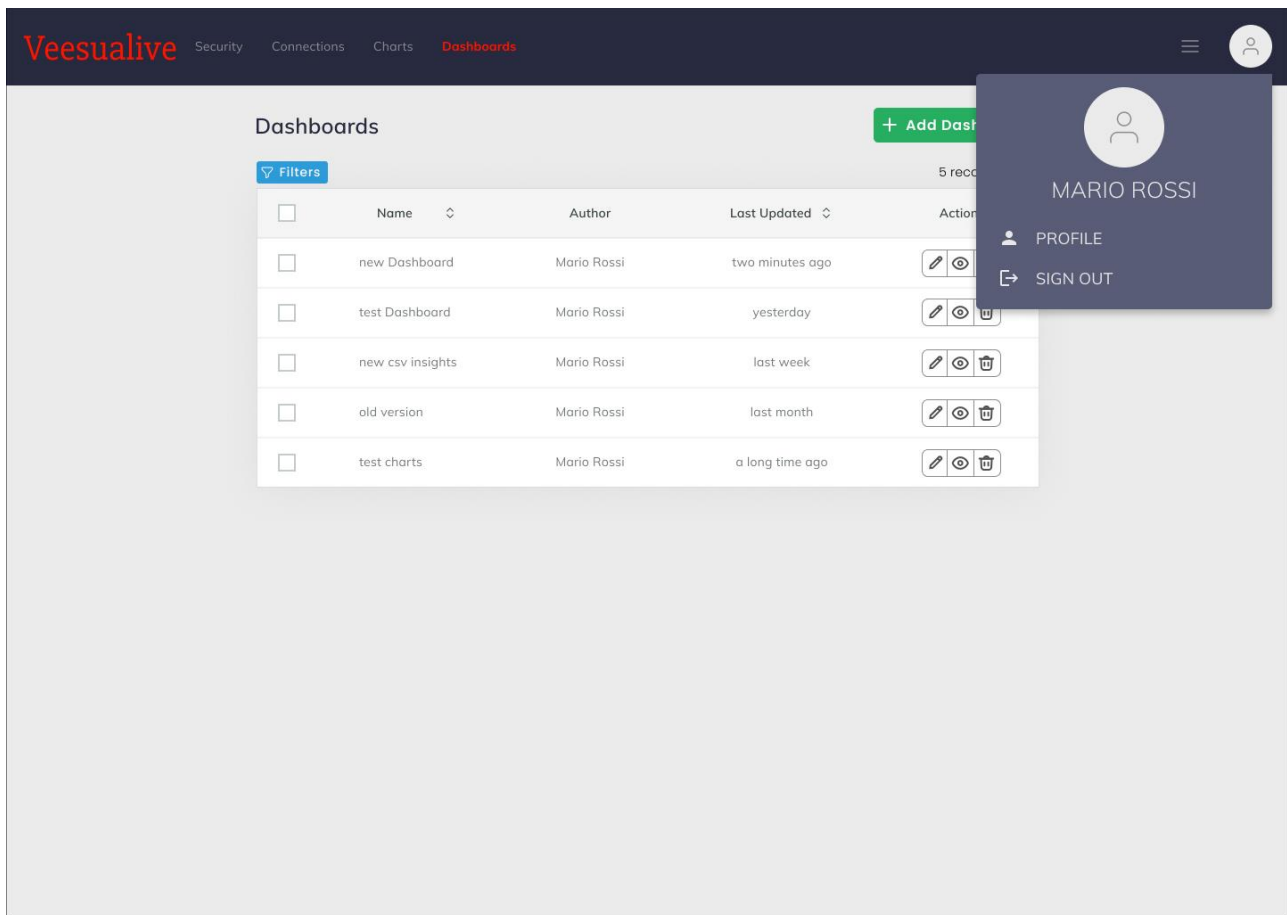 Veesualive Security Connections Charts Dashboards
Dashboards
+ Add Dash
Filters
5 reco
MARIO ROSSI
PROFILE
SIGN OUT
Name Author Last Updated Action
new Dashboard Mario Rossi two minutes ago
test Dashboard Mario Rossi yesterday
new csv insights Mario Rossi last week
old version Mario Rossi last month
test charts Mario Rossi a long time ago